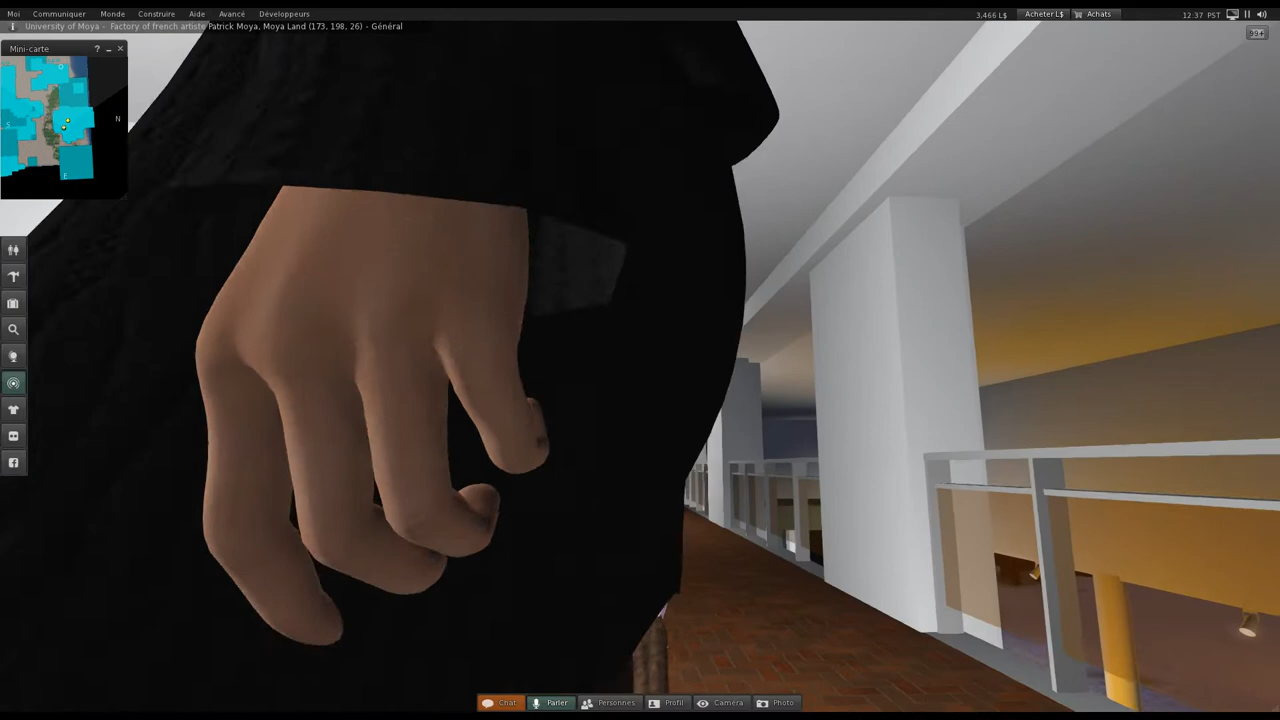 Moi Communiquer Monde Construire Aide Avancé Développeurs 3,466 L$ Acheter L$ Achats 12:37 PST
University of Moya - Factory of french artiste Patrick Moya, Moya Land (173, 198, 26) - Général
99+
Mini-carte ?
N
S
E
Chat Parler Personnes Profil Caméra Photo